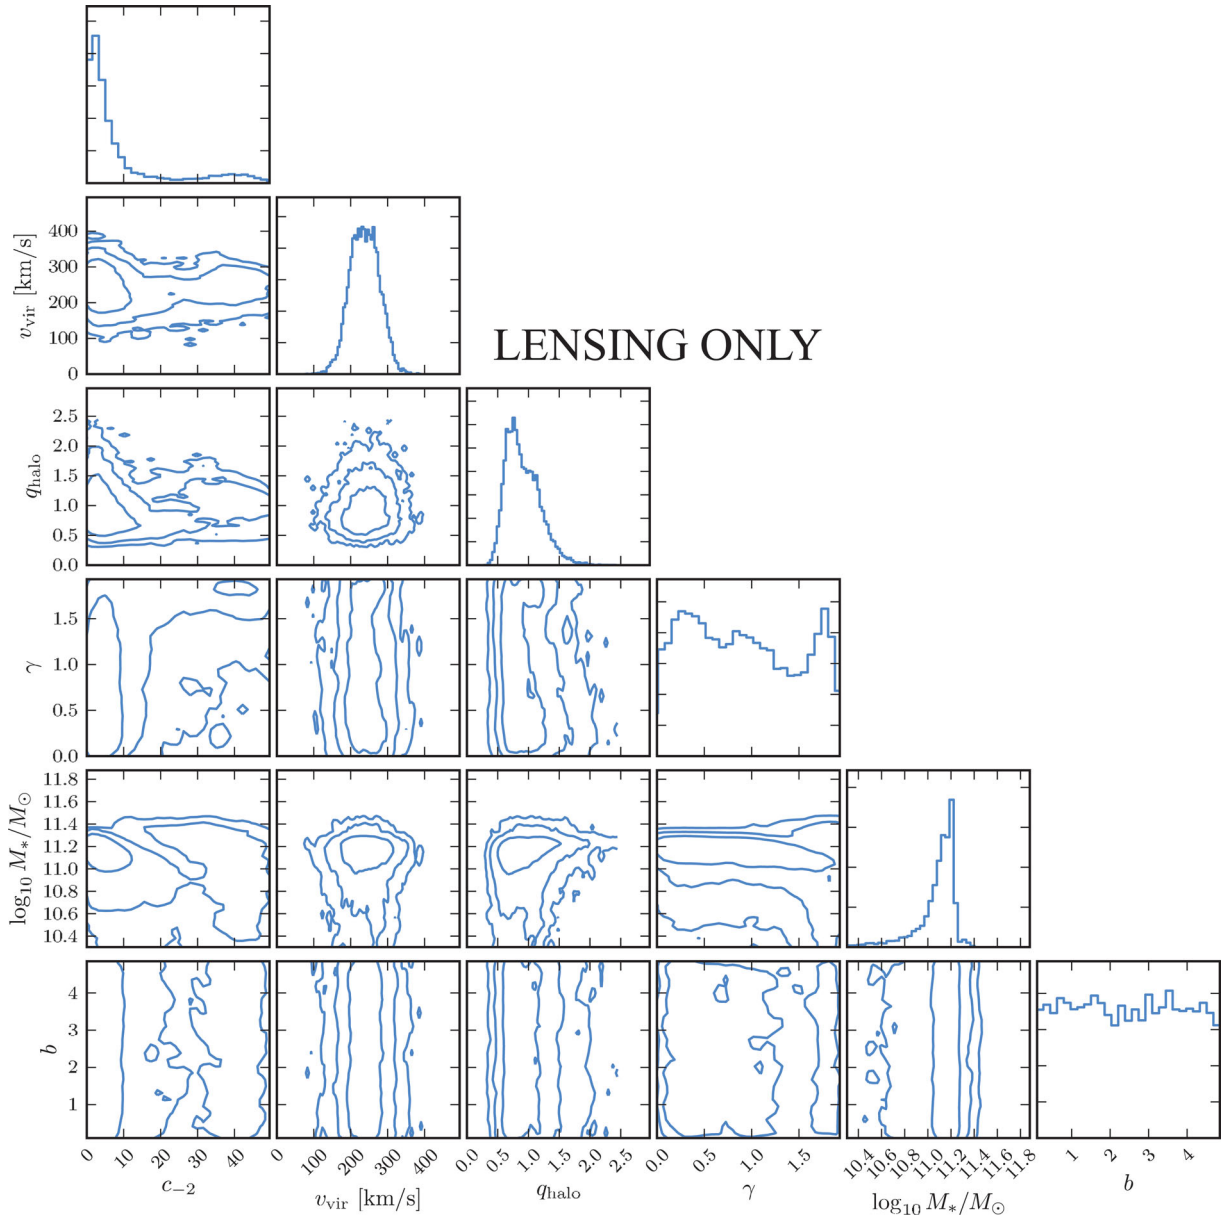 400
300
200
100
0
v_vir [km/s]
LENSING ONLY
2.5
2.0
1.5
1.0
0.5
0.0
q_halo
1.5
1.0
0.5
0.0
γ
11.8
11.6
11.4
11.2
11.0
10.8
10.6
10.4
log₁₀ M_*/M_⊙
4
3
2
1
b
0 10 20 30 40
0 100 200 300 400
0.0 0.5 1.0 1.5 2.0 2.5
0.0 0.5 1.0 1.5
10.4 10.6 10.8 11.0 11.2 11.4 11.6 11.8
1 2 3 4
c₋₂ v_vir [km/s] q_halo γ log₁₀ M_*/M_⊙ b